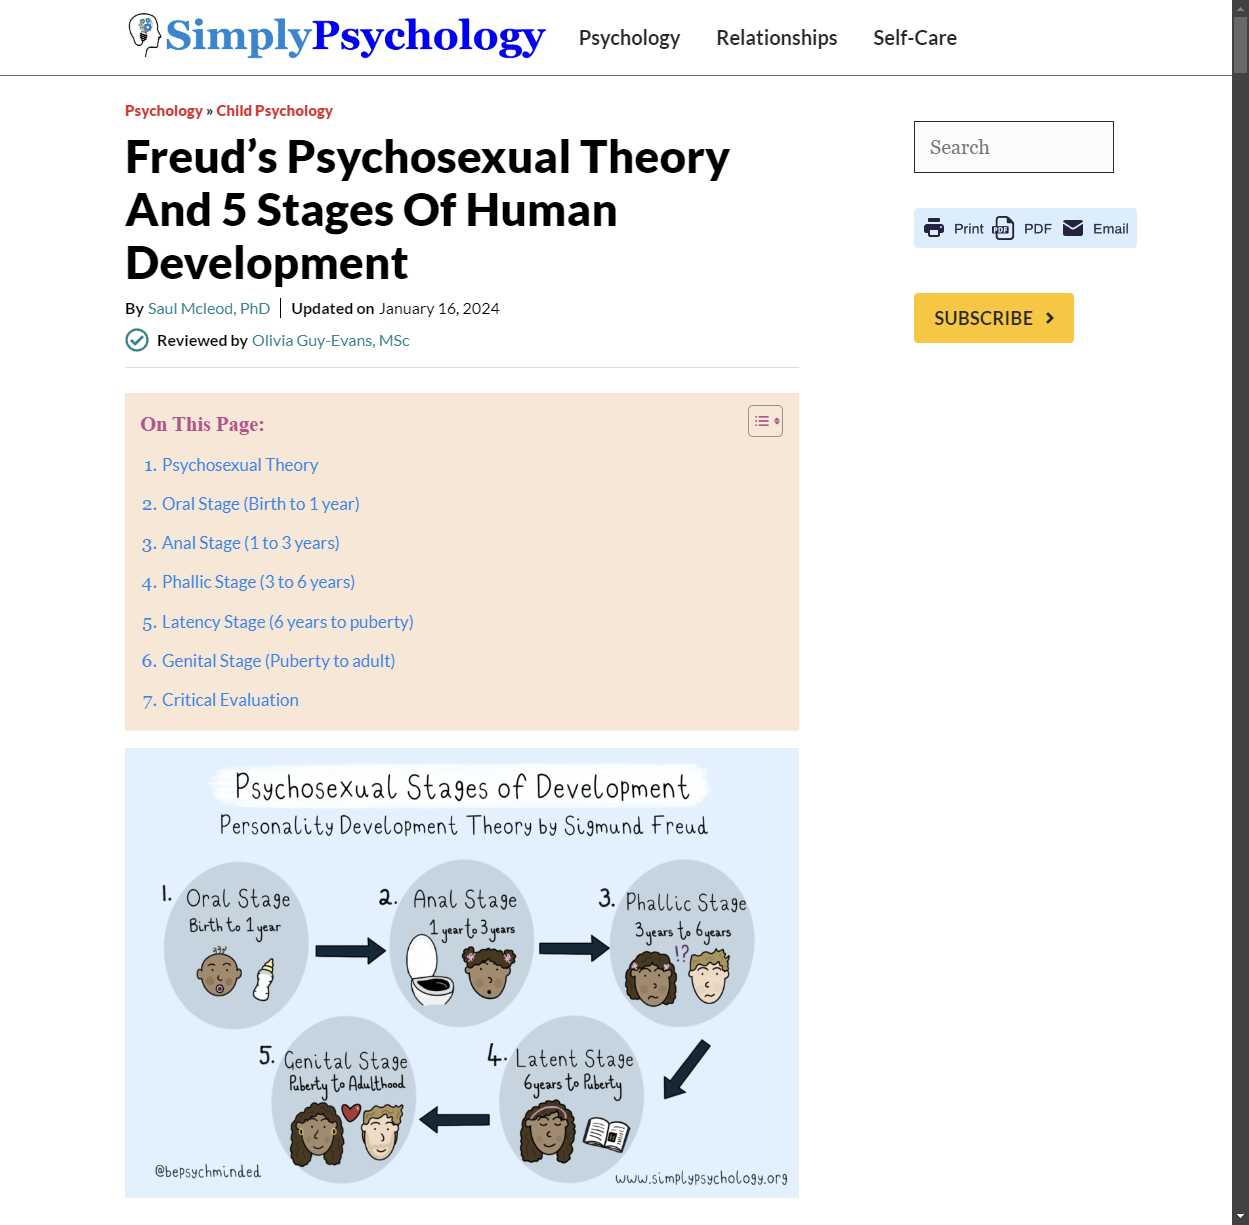 SimplyPsychology
Psychology
Relationships
Self-Care
Psychology » Child Psychology
Freud’s Psychosexual Theory
And 5 Stages Of Human
Development
By Saul Mcleod, PhD
Updated on January 16, 2024
Reviewed by Olivia Guy-Evans, MSc
Search
Print
PDF
PDF
Email
SUBSCRIBE
On This Page:
1. Psychosexual Theory
2. Oral Stage (Birth to 1 year)
3. Anal Stage (1 to 3 years)
4. Phallic Stage (3 to 6 years)
5. Latency Stage (6 years to puberty)
6. Genital Stage (Puberty to adult)
7. Critical Evaluation
Psychosexual Stages of Development
Personality Development Theory by Sigmund Freud
1. Oral Stage
Birth to 1 year
2. Anal Stage
1 year to 3 years
3. Phallic Stage
3 years to 6 years
!?
5. Genital Stage
Puberty to Adulthood
4. Latent Stage
6 years to Puberty
@bepsychminded
www.simplypsychology.org